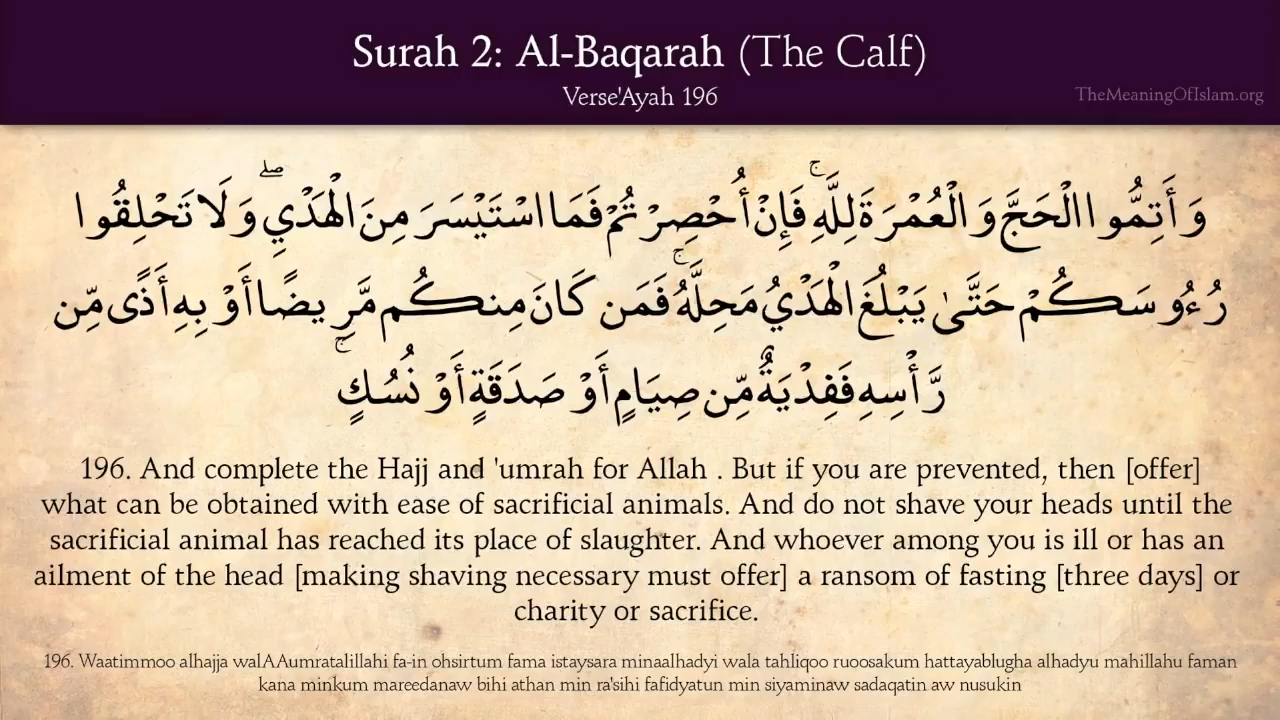 Surah 2: Al-Baqarah (The Calf)
Verse'Ayah 196
TheMeaningOfIslam.org
وَأَتِمُّوا الْحَجَّ وَالْعُمْرَةَ لِلَّهِ ۚ فَإِنْ أُحْصِرْتُمْ فَمَا اسْتَيْسَرَ مِنَ الْهَدْيِ ۖ وَلَا تَحْلِقُوا
رُءُوسَكُمْ حَتَّىٰ يَبْلُغَ الْهَدْيُ مَحِلَّهُ ۚ فَمَن كَانَ مِنكُم مَّرِيضًا أَوْ بِهِ أَذًى مِّن
رَّأْسِهِ فَفِدْيَةٌ مِّن صِيَامٍ أَوْ صَدَقَةٍ أَوْ نُسُكٍ ۚ
196. And complete the Hajj and 'umrah for Allah . But if you are prevented, then [offer]
what can be obtained with ease of sacrificial animals. And do not shave your heads until the
sacrificial animal has reached its place of slaughter. And whoever among you is ill or has an
ailment of the head [making shaving necessary must offer] a ransom of fasting [three days] or
charity or sacrifice.
196. Waatimmoo alhajja walAAumratalillahi fa-in ohsirtum fama istaysara minaalhadyi wala tahliqoo ruoosakum hattayablugha alhadyu mahillahu faman
kana minkum mareedanaw bihi athan min ra'sihi fafidyatun min siyaminaw sadaqatin aw nusukin